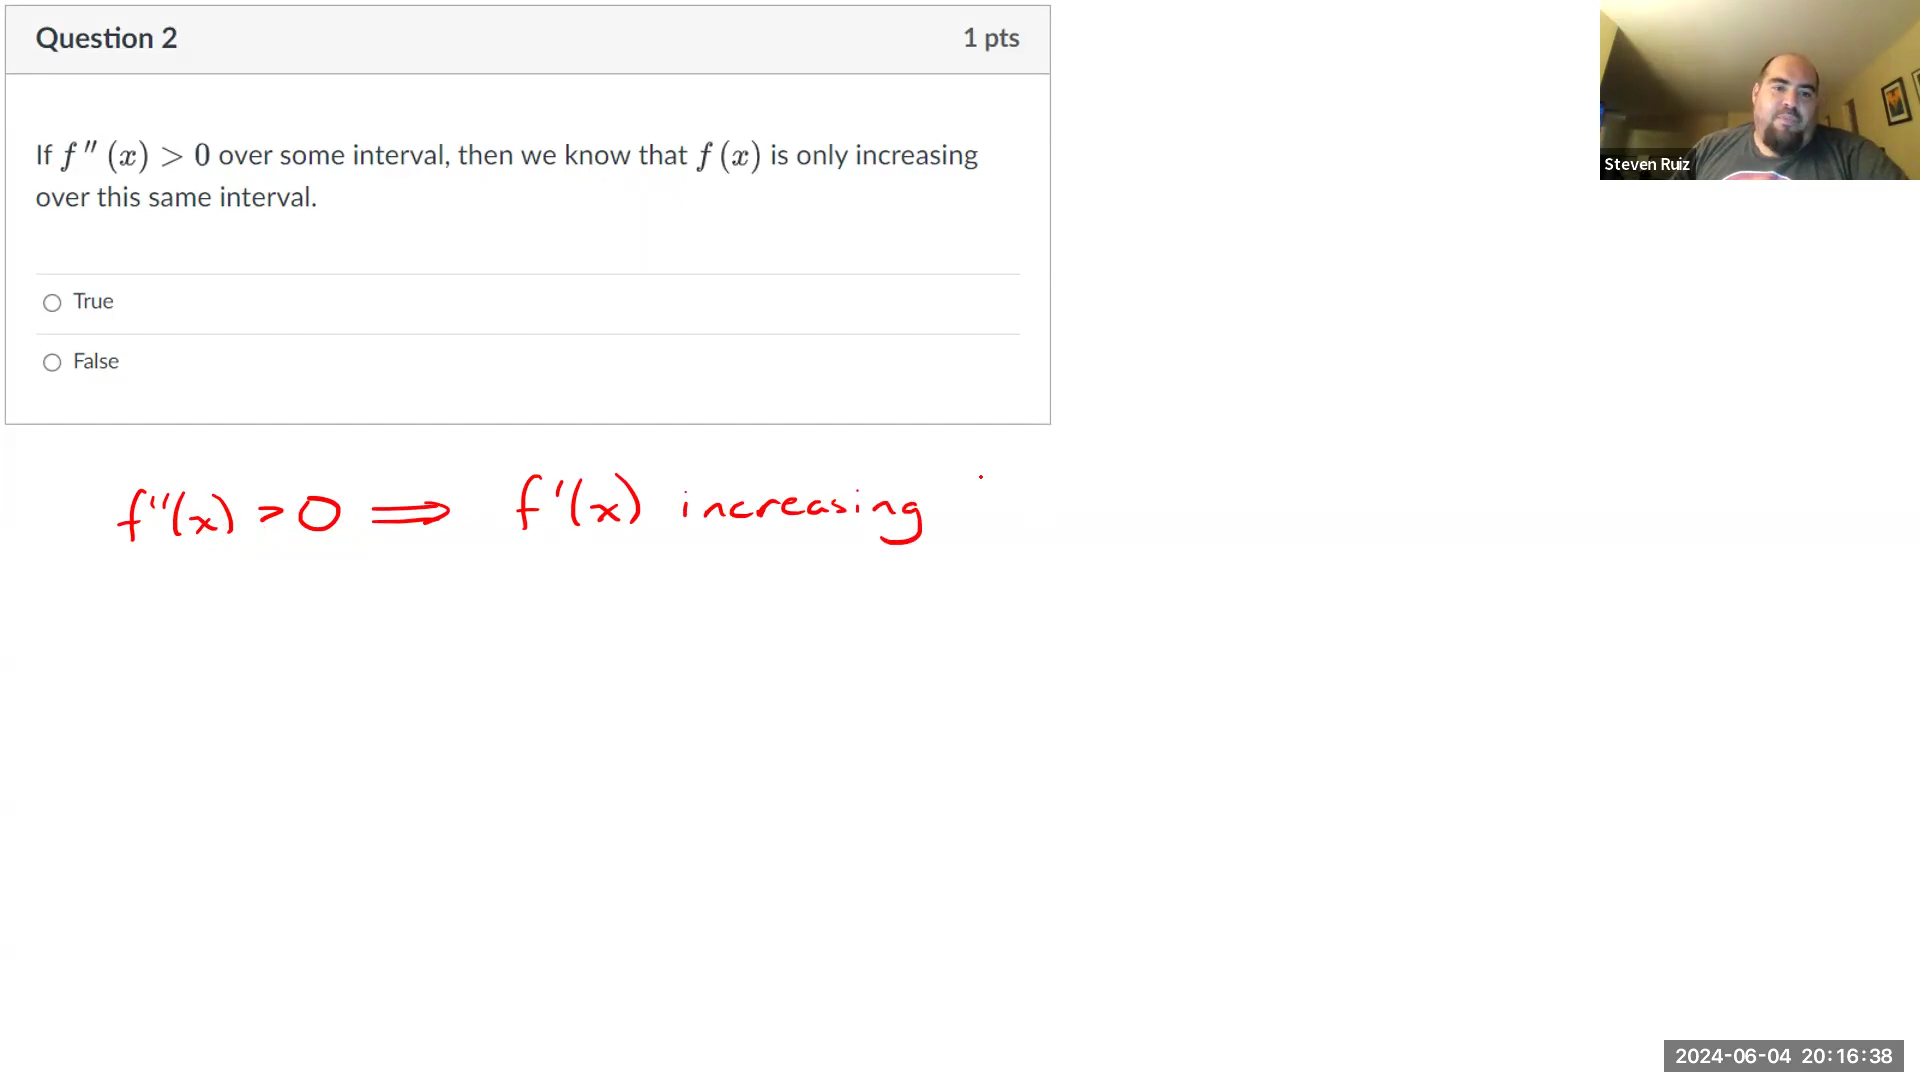 Question 2 1 pts
If f″(x) > 0 over some interval, then we know that f(x) is only increasing
over this same interval.
True
False
f''(x) > 0 ⟹ f'(x) increasing
Steven Ruiz
2024-06-04 20:16:38